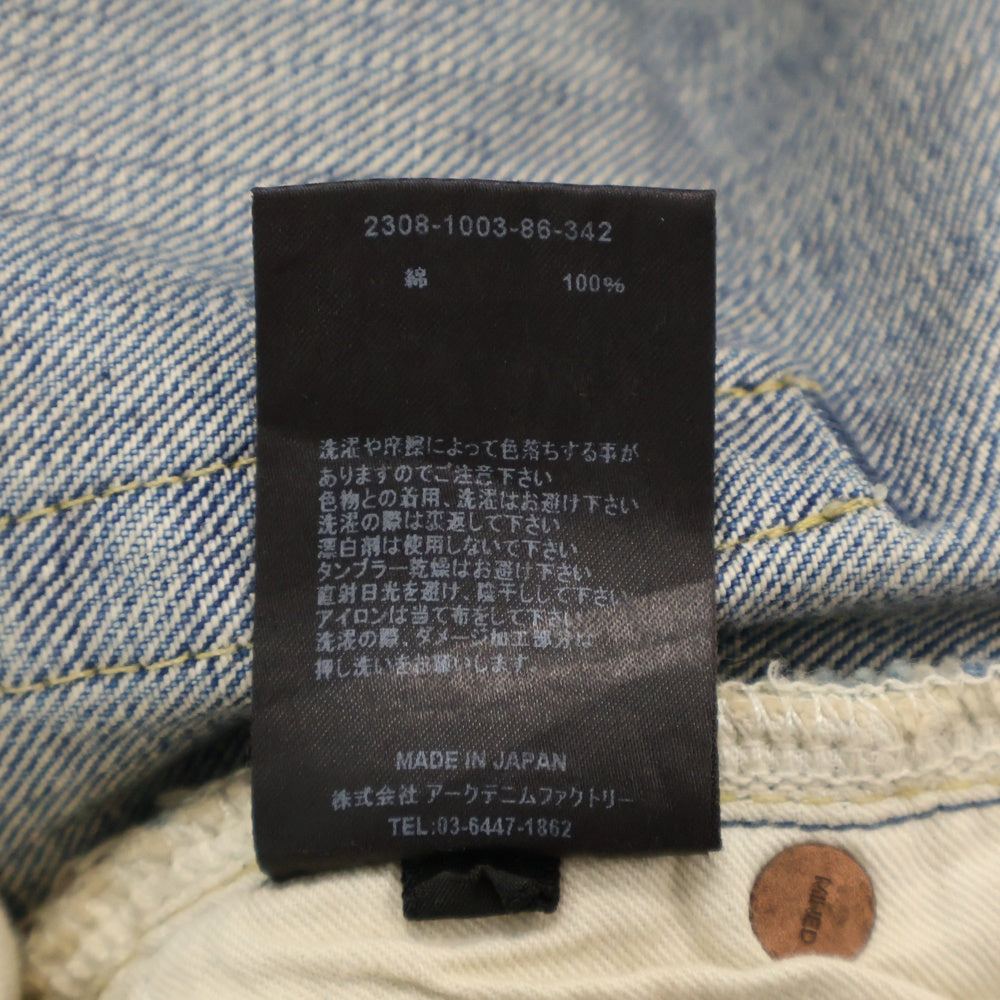 2308-1003-86-342
綿 100%
洗濯や摩擦によって色落ちする事が
ありますのでご注意下さい
色物との着用、洗濯はお避け下さい
洗濯の際は裏返して下さい
漂白剤は使用しないで下さい
タンブラー乾燥はお避け下さい
直射日光を避け、陰干しして下さい
アイロンは当て布をして下さい
洗濯の際、ダメージ加工部分は
押し洗いをお願いします。
MADE IN JAPAN
株式会社 アークデニムファクトリー
TEL:03-6447-1862
MINED